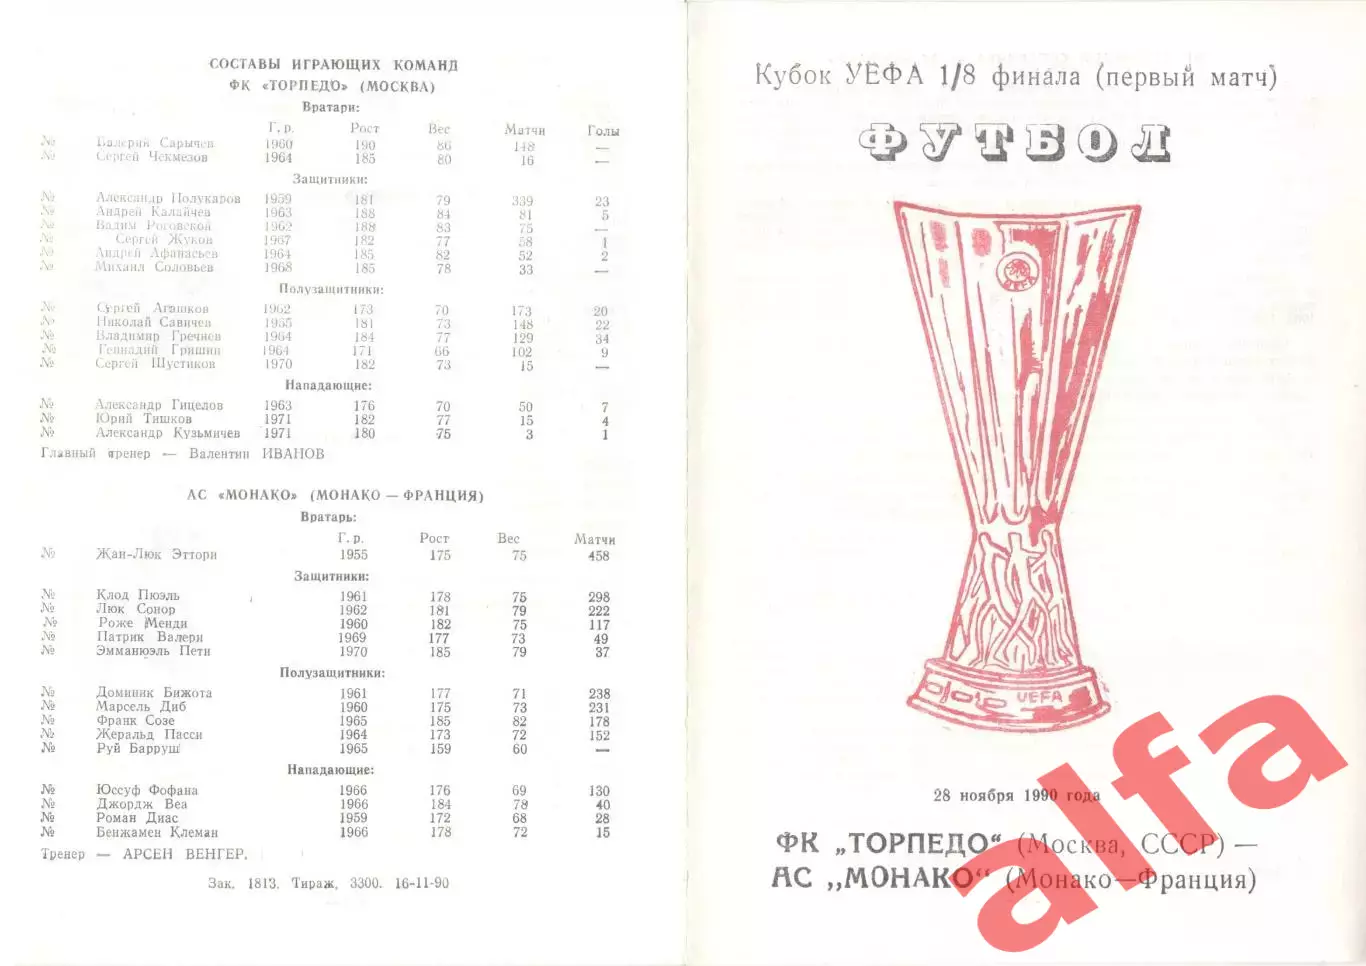 СОСТАВЫ ИГРАЮЩИХ КОМАНД
ФК «ТОРПЕДО» (МОСКВА)
Вратари:
Г. р. Рост Вес Матчи Голы
№ Валерий Сарычев 1960 190 86 148 —
№ Сергей Чекмезов 1964 185 80 16 —
Защитники:
№ Александр Полукаров 1959 181 79 339 23
№ Андрей Калайчев 1963 188 84 81 5
№ Вадим Роговской 1962 188 83 75 —
№ Сергей Жуков 1967 182 77 58 1
№ Андрей Афанасьев 1964 185 82 52 2
№ Михаил Соловьев 1968 185 78 33 —
Полузащитники:
№ Сергей Агашков 1962 173 70 173 20
№ Николай Савичев 1965 181 73 148 22
№ Владимир Гречнев 1964 184 77 129 34
№ Геннадий Гришин 1964 171 66 102 9
№ Сергей Шустиков 1970 182 73 15 —
Нападающие:
№ Александр Гицелов 1963 176 70 50 7
№ Юрий Тишков 1971 182 77 15 4
№ Александр Кузьмичев 1971 180 75 3 1
Главный тренер — Валентин ИВАНОВ
АС «МОНАКО» (МОНАКО — ФРАНЦИЯ)
Вратарь:
Г. р. Рост Вес Матчи
№ Жан-Люк Эттори 1955 175 75 458
Защитники:
№ Клод Пюэль 1961 178 75 298
№ Люк Сонор 1962 181 79 222
№ Роже Менди 1960 182 75 117
№ Патрик Валери 1969 177 73 49
№ Эммануэль Пети 1970 185 79 37
Полузащитники:
№ Доминик Бижота 1961 177 71 238
№ Марсель Диб 1960 175 73 231
№ Франк Созе 1965 185 82 178
№ Жеральд Пасси 1964 173 72 152
№ Руй Барруш 1965 159 60 —
Нападающие:
№ Юссуф Фофана 1966 176 69 130
№ Джордж Веа 1966 184 78 40
№ Роман Диас 1959 172 68 28
№ Бенжамен Клеман 1966 178 72 15
Тренер — АРСЕН ВЕНГЕР.
Зак. 1813. Тираж, 3300. 16-11-90
Кубок УЕФА 1/8 финала (первый матч)
ФУТБОЛ
UEFA
UEFA
28 ноября 1990 года
ФК „ТОРПЕДО“ (Москва, СССР) —
АС „МОНАКО“ (Монако—Франция)
alfa